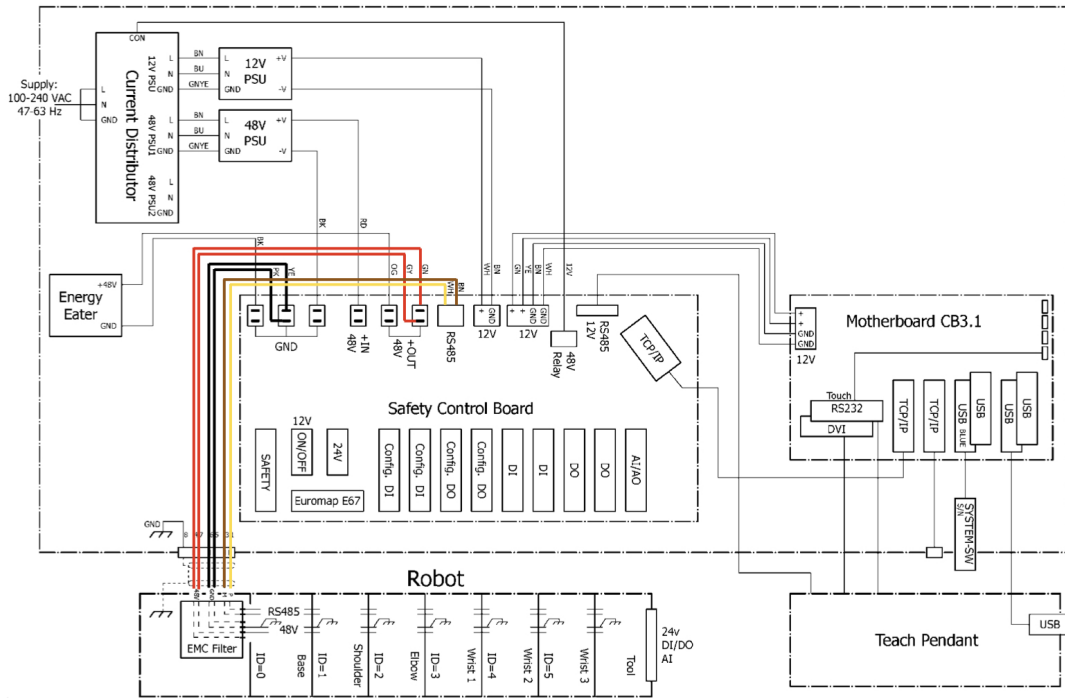 CON
Supply:
100-240 VAC
47-63 Hz
L
N
GND
Current Distributor
12V PSU
L
N
GND
48V PSU1
L
N
GND
48V PSU2
L
N
GND
BN
BU
GNYE
L
N
GND
12V
PSU
+V
-V
BN
BU
GNYE
L
N
GND
48V
PSU
+V
-V
BK
RD
BK
PK
YE
OG
GY
GN
WH
BN
WH
BN
GN
YE
BN
WH
12V
Energy
Eater
+48V
GND
GND
+IN
48V
+OUT
48V
RS485
+
GND
12V
+
+
GND
GND
12V
48V
Relay
RS485
12V
TCP/IP
Safety Control Board
SAFETY
12V
ON/OFF
24V
Euromap E67
Config. DI
Config. DI
Config. DO
Config. DO
DI
DI
DO
DO
AI/AO
Motherboard CB3.1
+
+
GND
GND
12V
Touch
RS232
DVI
TCP/IP
TCP/IP
USB
BLUE
USB
USB
USB
SYSTEM-SW
S/N
GND
Robot
EMC Filter
RS485
48V
ID=0
Base
ID=1
Shoulder
ID=2
Elbow
ID=3
Wrist 1
ID=4
Wrist 2
ID=5
Wrist 3
Tool
24v
DI/DO
AI
Teach Pendant
USB